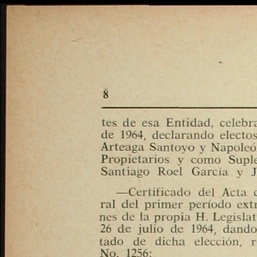 8
tes de esa Entidad, celebra
de 1964, declarando electos
Arteaga Santoyo y Napoleó
Propietarios y como Suple
Santiago Roel García y J
—Certificado del Acta c
ral del primer período extr
nes de la propia H. Legislat
26 de julio de 1964, dando
tado de dicha elección, r
No. 1256: